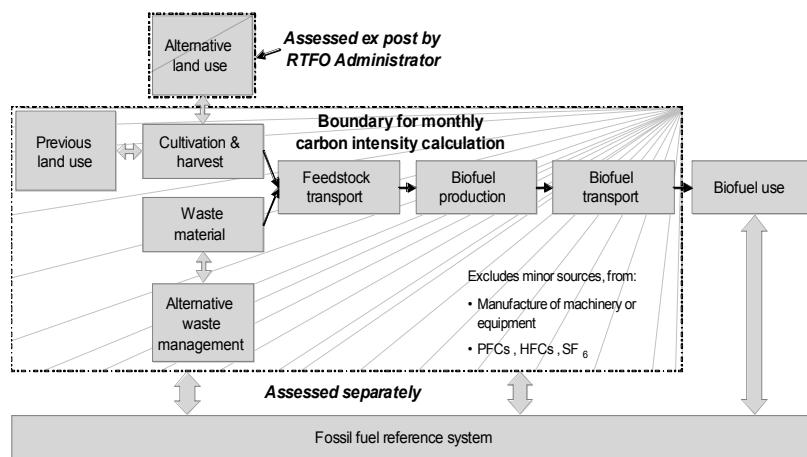 Alternative
land use
Assessed ex post by
RTFO Administrator
Boundary for monthly
carbon intensity calculation
Previous
land use
Cultivation &
harvest
Feedstock
transport
Biofuel
production
Biofuel
transport
Biofuel use
Waste
material
Alternative
waste
management
Excludes minor sources, from:
• Manufacture of machinery or
equipment
• PFCs , HFCs , SF 6
Assessed separately
Fossil fuel reference system